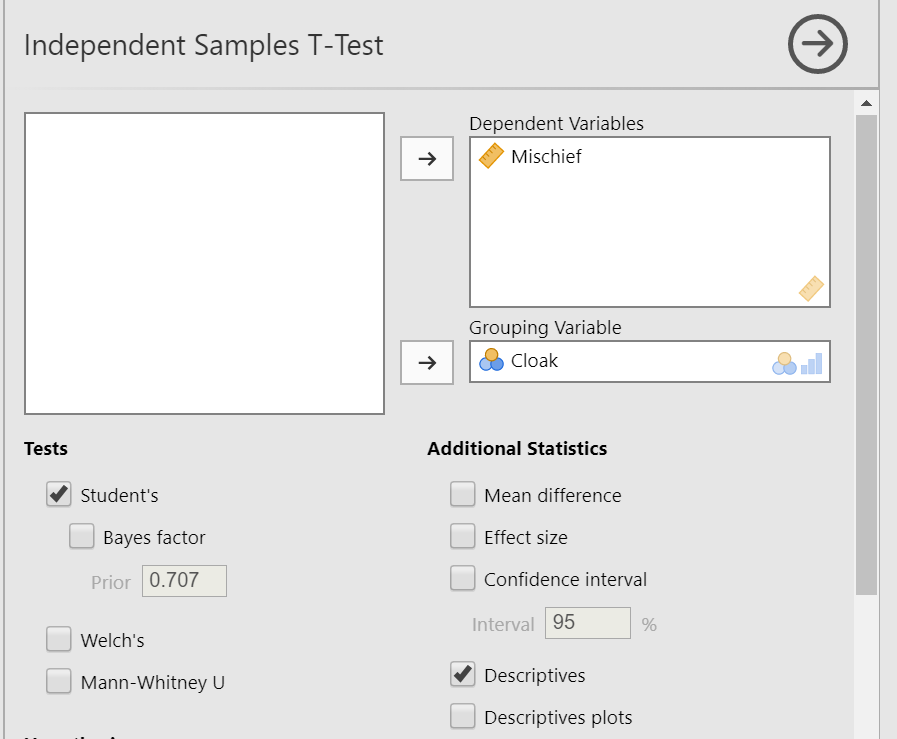 Independent Samples T-Test
Dependent Variables
Mischief
Grouping Variable
Cloak
Tests
Student's
Bayes factor
Prior 0.707
Welch's
Mann-Whitney U
Additional Statistics
Mean difference
Effect size
Confidence interval
Interval 95 %
Descriptives
Descriptives plots